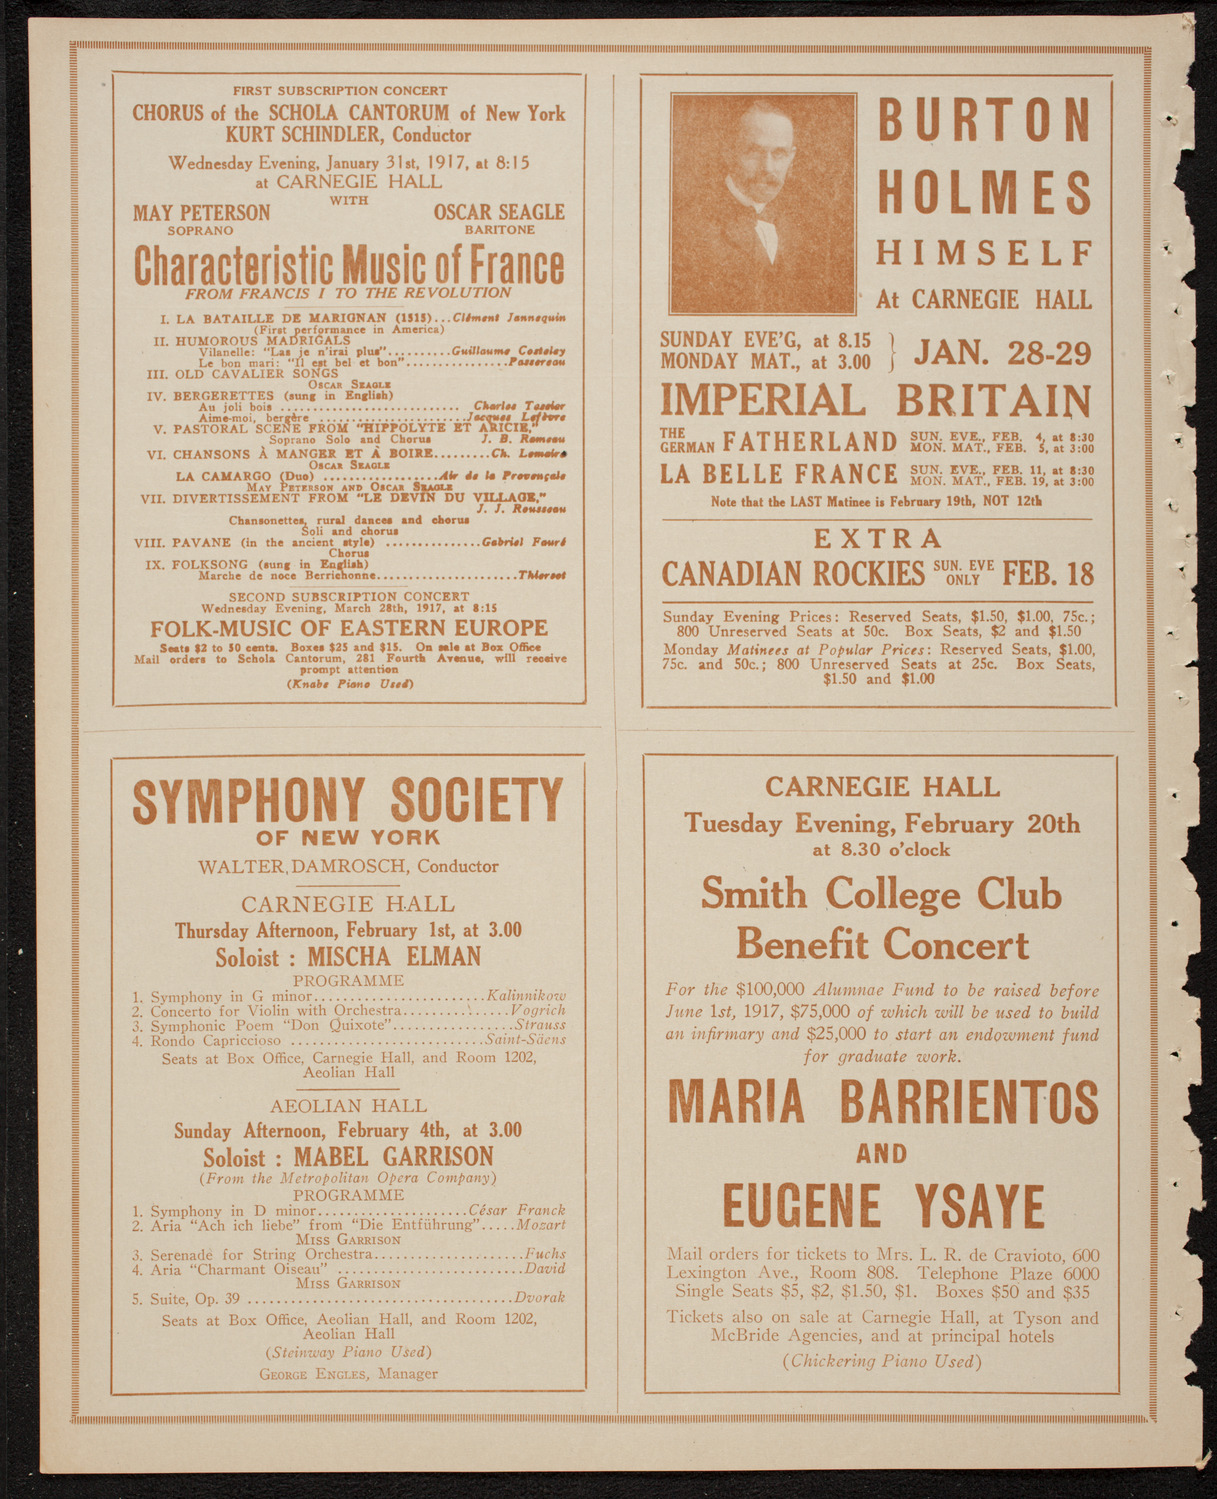 FIRST SUBSCRIPTION CONCERT
CHORUS of the SCHOLA CANTORUM of New York
KURT SCHINDLER, Conductor
Wednesday Evening, January 31st, 1917, at 8:15
at CARNEGIE HALL
WITH
MAY PETERSON OSCAR SEAGLE
SOPRANO BARITONE
Characteristic Music of France
FROM FRANCIS I TO THE REVOLUTION
I. LA BATAILLE DE MARIGNAN (1515)...Clément Jannequin
(First performance in America)
II. HUMOROUS MADRIGALS
Vilanelle: "Las je n'irai plus"..........Guillaume Costeley
Le bon mari: "Il est bel et bon"...............Passereau
III. OLD CAVALIER SONGS
OSCAR SEAGLE
IV. BERGERETTES (sung in English)
Au joli bois .......................... Charles Tessier
Aime-moi, bergère .......................Jacques Lefèvre
V. PASTORAL SCENE FROM "HIPPOLYTE ET ARICIE,"
Soprano Solo and Chorus J. B. Rameau
VI. CHANSONS À MANGER ET À BOIRE.........Ch. Lemaire
OSCAR SEAGLE
LA CAMARGO (Duo) .................Air de la Provençale
MAY PETERSON AND OSCAR SEAGLE
VII. DIVERTISSEMENT FROM "LE DEVIN DU VILLAGE,"
J. J. Rousseau
Chansonettes, rural dances and chorus
Soli and chorus
VIII. PAVANE (in the ancient style) ..............Gabriel Fauré
Chorus
IX. FOLKSONG (sung in English)
Marche de noce Berrichonne.....................Thiersot
SECOND SUBSCRIPTION CONCERT
Wednesday Evening, March 28th, 1917, at 8:15
FOLK-MUSIC OF EASTERN EUROPE
Seats $2 to 50 cents. Boxes $25 and $15. On sale at Box Office
Mail orders to Schola Cantorum, 281 Fourth Avenue, will receive
prompt attention
(Knabe Piano Used)
BURTON
HOLMES
HIMSELF
At CARNEGIE HALL
SUNDAY EVE'G, at 8.15
MONDAY MAT., at 3.00 } JAN. 28-29
IMPERIAL BRITAIN
THE GERMAN FATHERLAND SUN. EVE., FEB. 4, at 8:30
MON. MAT., FEB. 5, at 3:00
LA BELLE FRANCE SUN. EVE., FEB. 11, at 8:30
MON. MAT., FEB. 19, at 3:00
Note that the LAST Matinee is February 19th, NOT 12th
EXTRA
CANADIAN ROCKIES SUN. EVE ONLY FEB. 18
Sunday Evening Prices: Reserved Seats, $1.50, $1.00, 75c.;
800 Unreserved Seats at 50c. Box Seats, $2 and $1.50
Monday Matinees at Popular Prices: Reserved Seats, $1.00,
75c. and 50c.; 800 Unreserved Seats at 25c. Box Seats,
$1.50 and $1.00
SYMPHONY SOCIETY
OF NEW YORK
WALTER DAMROSCH, Conductor
CARNEGIE HALL
Thursday Afternoon, February 1st, at 3.00
Soloist : MISCHA ELMAN
PROGRAMME
1. Symphony in G minor.......................Kalinnikow
2. Concerto for Violin with Orchestra...............Vogrich
3. Symphonic Poem "Don Quixote".................Strauss
4. Rondo Capriccioso ..........................Saint-Säens
Seats at Box Office, Carnegie Hall, and Room 1202,
Aeolian Hall
AEOLIAN HALL
Sunday Afternoon, February 4th, at 3.00
Soloist : MABEL GARRISON
(From the Metropolitan Opera Company)
PROGRAMME
1. Symphony in D minor....................César Franck
2. Aria "Ach ich liebe" from "Die Entführung".....Mozart
MISS GARRISON
3. Serenade for String Orchestra......................Fuchs
4. Aria "Charmant Oiseau" ..........................David
MISS GARRISON
5. Suite, Op. 39 ....................................Dvorak
Seats at Box Office, Aeolian Hall, and Room 1202,
Aeolian Hall
(Steinway Piano Used)
GEORGE ENGLES, Manager
CARNEGIE HALL
Tuesday Evening, February 20th
at 8.30 o'clock
Smith College Club
Benefit Concert
For the $100,000 Alumnae Fund to be raised before
June 1st, 1917, $75,000 of which will be used to build
an infirmary and $25,000 to start an endowment fund
for graduate work.
MARIA BARRIENTOS
AND
EUGENE YSAYE
Mail orders for tickets to Mrs. L. R. de Cravioto, 600
Lexington Ave., Room 808. Telephone Plaze 6000
Single Seats $5, $2, $1.50, $1. Boxes $50 and $35
Tickets also on sale at Carnegie Hall, at Tyson and
McBride Agencies, and at principal hotels
(Chickering Piano Used)